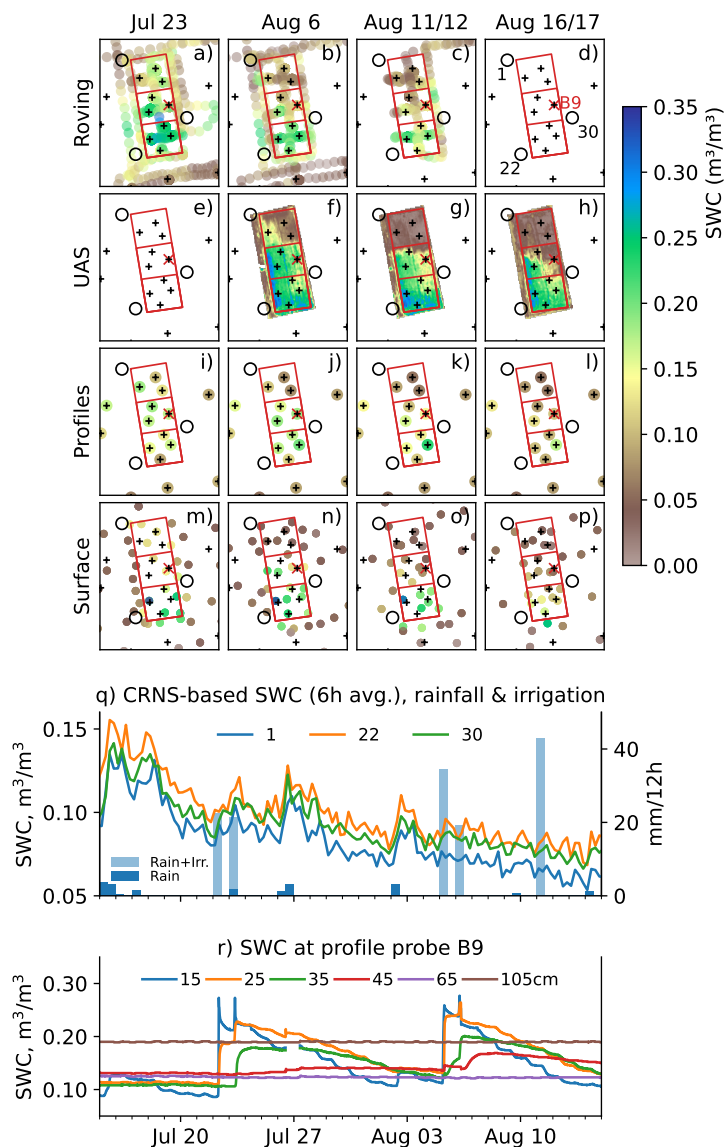 Jul 23
Aug 6
Aug 11/12
Aug 16/17
Roving
a)
b)
c)
d)
1
B9
30
22
UAS
e)
f)
g)
h)
Profiles
i)
j)
k)
l)
Surface
m)
n)
o)
p)
0.35
0.30
0.25
0.20
0.15
0.10
0.05
0.00
SWC (m³/m³)
q) CRNS-based SWC (6h avg.), rainfall & irrigation
SWC, m³/m³
0.15
0.10
0.05
1
22
30
Rain+Irr.
Rain
40
20
0
mm/12h
r) SWC at profile probe B9
SWC, m³/m³
0.30
0.20
0.10
15
25
35
45
65
105cm
Jul 20
Jul 27
Aug 03
Aug 10